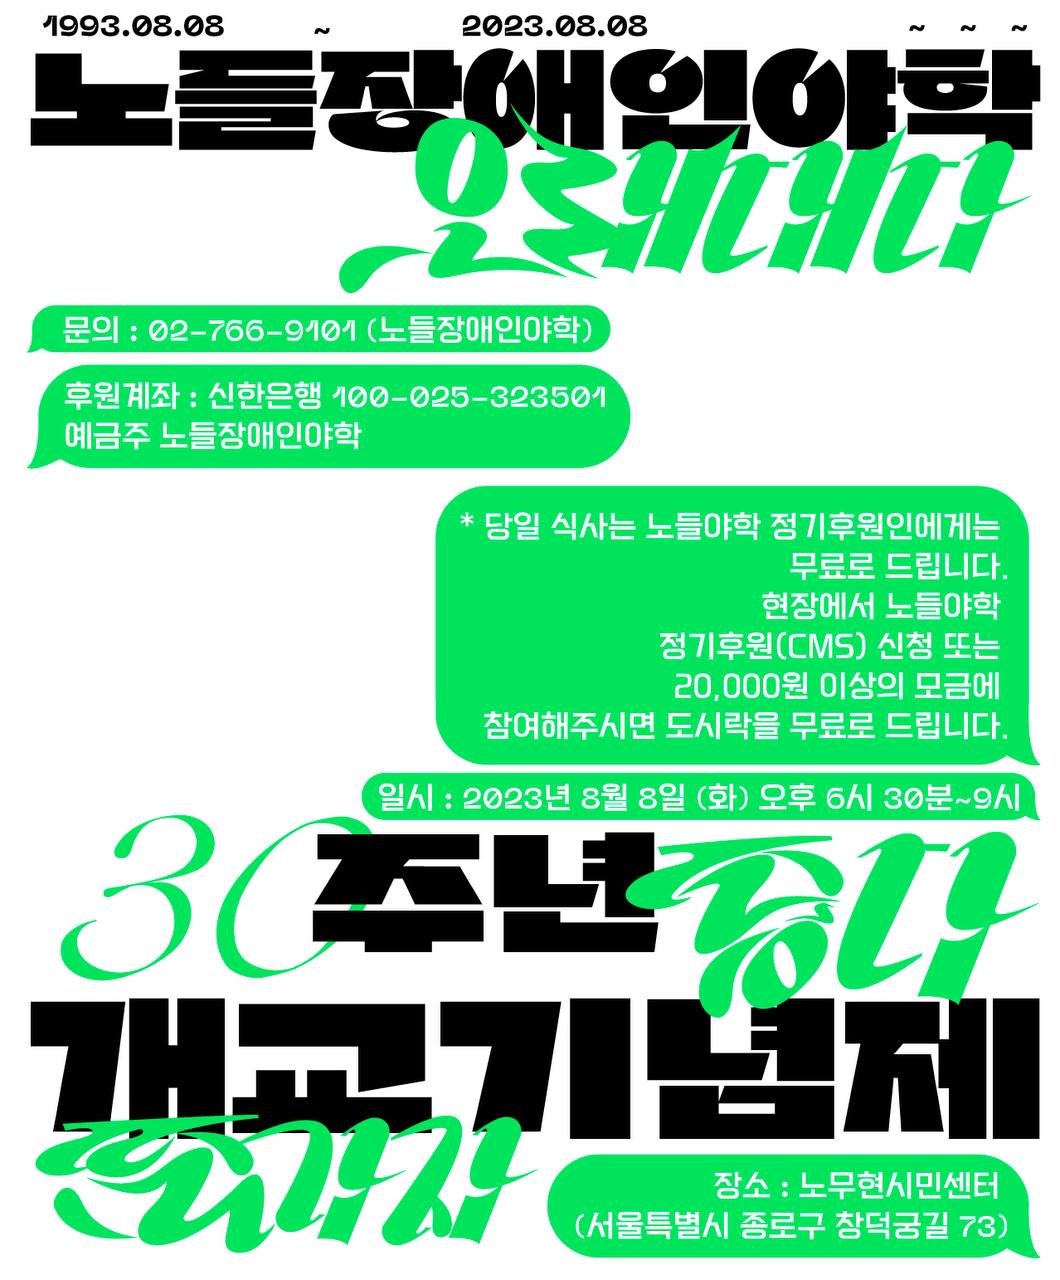 1993.08.08 ~ 2023.08.08 ~ ~ ~
노들장애인야학
오래대다
문의 : 02-766-9101 (노들장애인야학)
후원계좌 : 신한은행 100-025-323501
예금주 노들장애인야학
* 당일 식사는 노들야학 정기후원인에게는
무료로 드립니다.
현장에서 노들야학
정기후원(CMS) 신청 또는
20,000원 이상의 모금에
참여해주시면 도시락을 무료로 드립니다.
일시 : 2023년 8월 8일 (화) 오후 6시 30분~9시
30주년 좋다
개교기념제
장소 : 노무현시민센터
(서울특별시 종로구 창덕궁길 73)